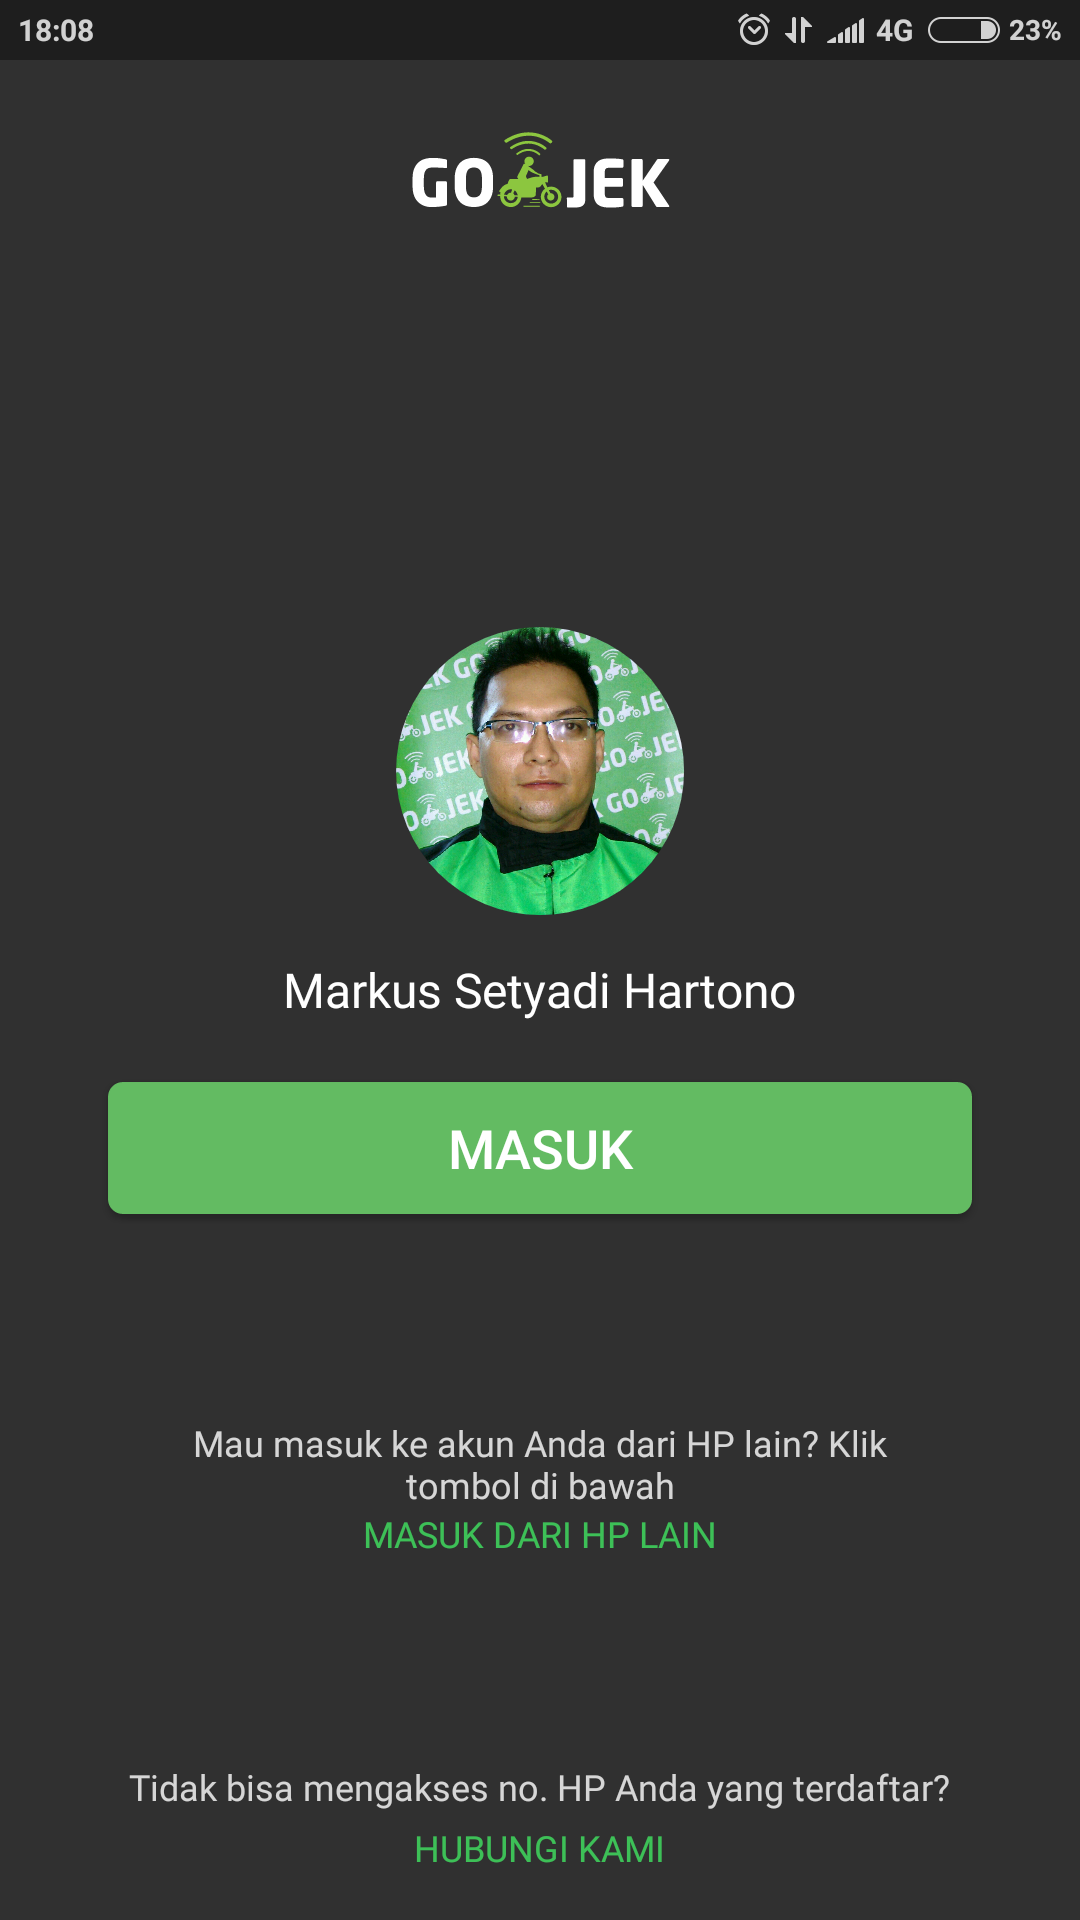 18:08 4G 23%
GO JEK
Markus Setyadi Hartono
MASUK
Mau masuk ke akun Anda dari HP lain? Klik
tombol di bawah
MASUK DARI HP LAIN
Tidak bisa mengakses no. HP Anda yang terdaftar?
HUBUNGI KAMI